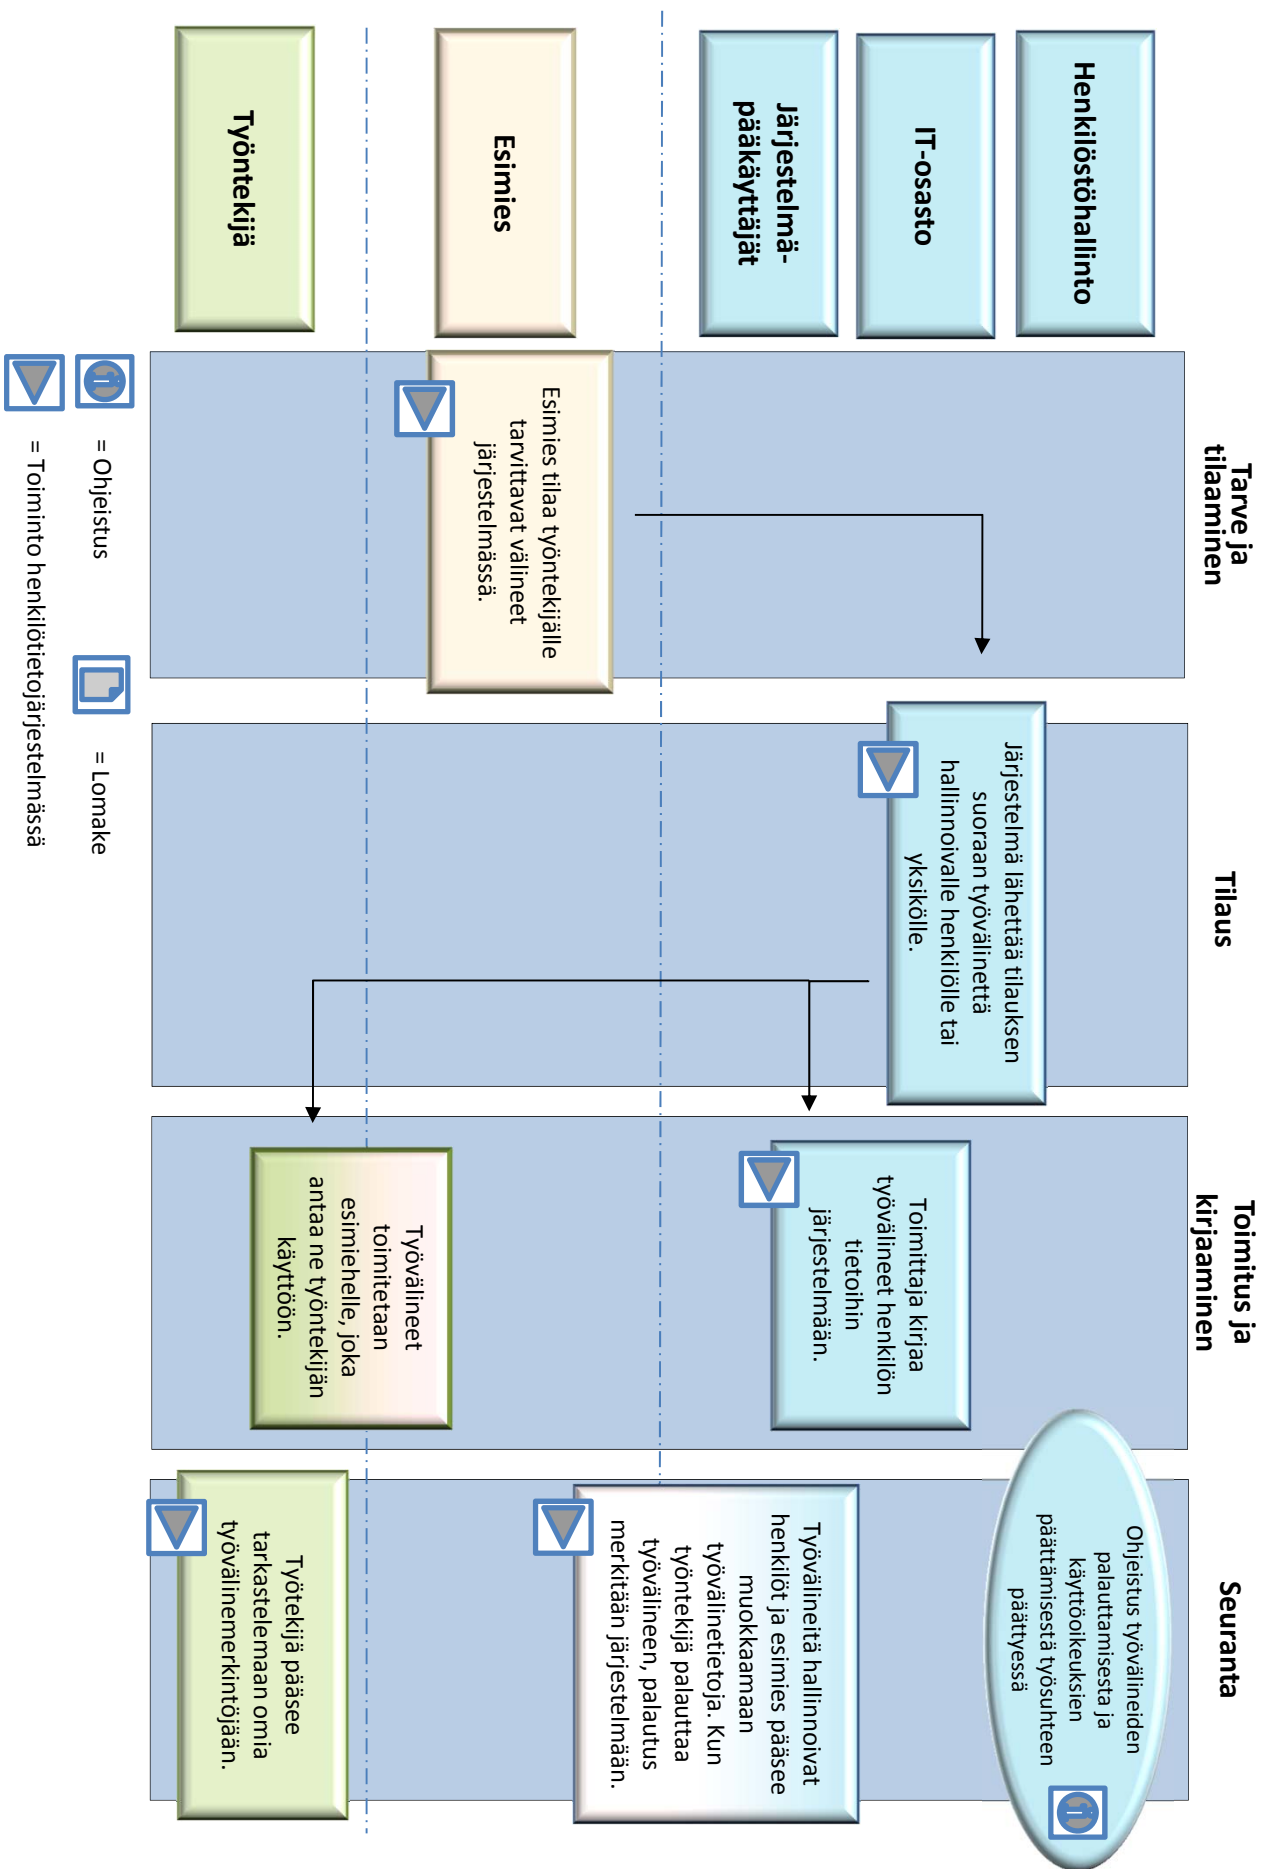 Tarve ja
tilaaminen
Tilaus
Toimitus ja
kirjaaminen
Seuranta
Henkilöstöhallinto
IT-osasto
Järjestelmä-
pääkäyttäjät
Esimies
Työntekijä
Esimies tilaa työntekijälle
tarvittavat välineet
järjestelmässä.
Järjestelmä lähettää tilauksen
suoraan työvälinettä
hallinnoivalle henkilölle tai
yksikölle.
Toimittaja kirjaa
työvälineet henkilön
tietoihin
järjestelmään.
Työvälineet
toimitetaan
esimiehelle, joka
antaa ne työntekijän
käyttöön.
Ohjeistus työvälineiden
palauttamisesta ja
käyttöoikeuksien
päättämisestä työsuhteen
päättyessä
Työvälineitä hallinnoivat
henkilöt ja esimies pääsee
muokkaamaan
työvälinetietoja. Kun
työntekijä palauttaa
työvälineen, palautus
merkitään järjestelmään.
Työtekijä pääsee
tarkastelemaan omia
työvälinemerkintöjään.
= Ohjeistus
= Lomake
= Toiminto henkilötietojärjestelmässä